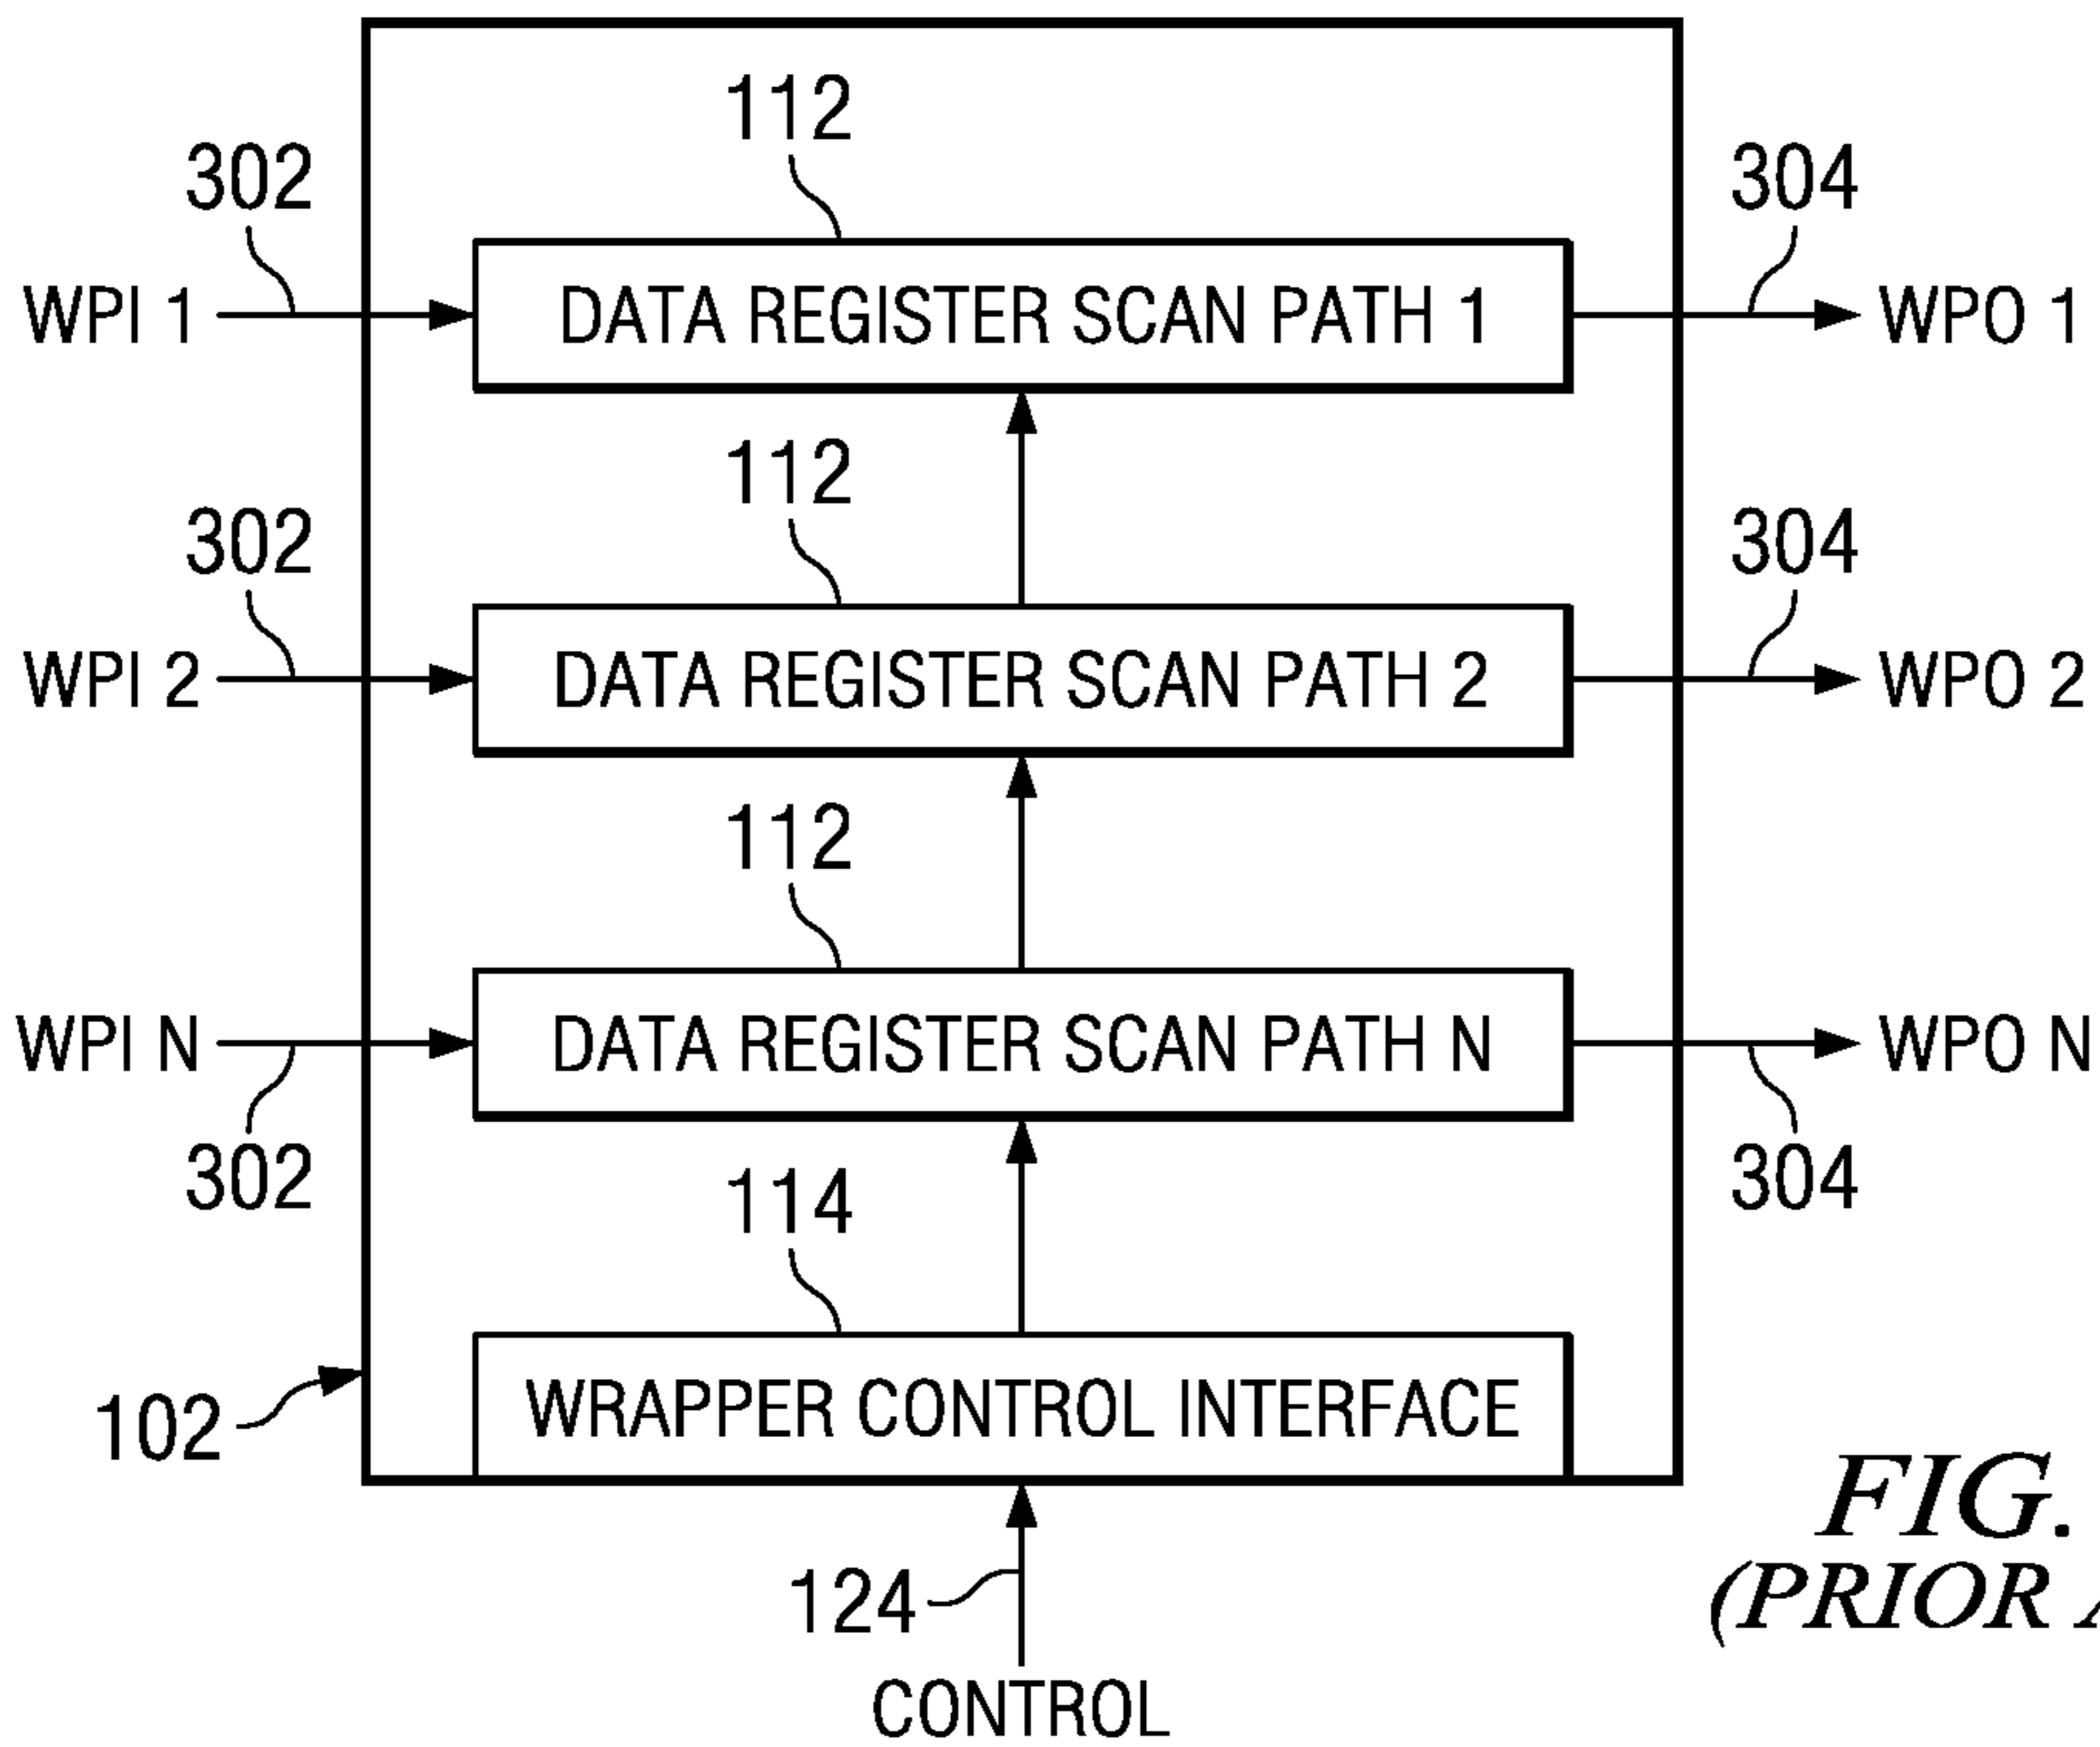 112
302
304
WPI 1
DATA REGISTER SCAN PATH 1
WPO 1
112
302
304
WPI 2
DATA REGISTER SCAN PATH 2
WPO 2
112
WPI N
DATA REGISTER SCAN PATH N
WPO N
302
304
114
102
WRAPPER CONTROL INTERFACE
FIG.
(PRIOR
124
CONTROL